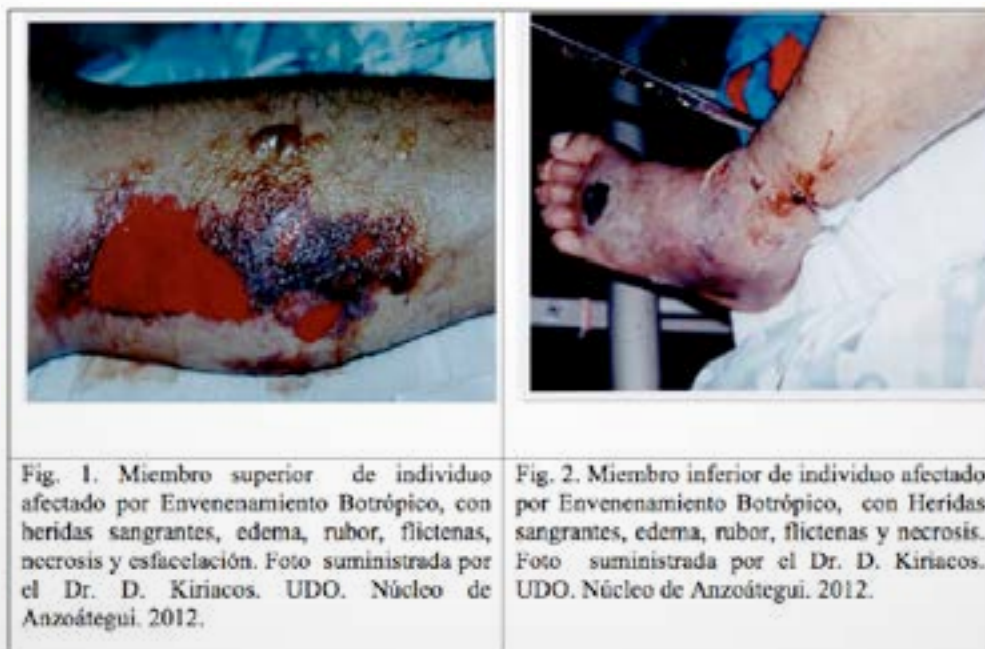 Fig. 1. Miembro superior de individuo
afectado por Envenenamiento Botrópico, con
heridas sangrantes, edema, rubor, flictenas,
necrosis y esfacelación. Foto suministrada por
el Dr. D. Kiriacos. UDO. Núcleo de
Anzoátegui. 2012.
Fig. 2. Miembro inferior de individuo afectado
por Envenenamiento Botrópico, con Heridas
sangrantes, edema, rubor, flictenas y necrosis.
Foto suministrada por el Dr. D. Kiriacos.
UDO. Núcleo de Anzoátegui. 2012.